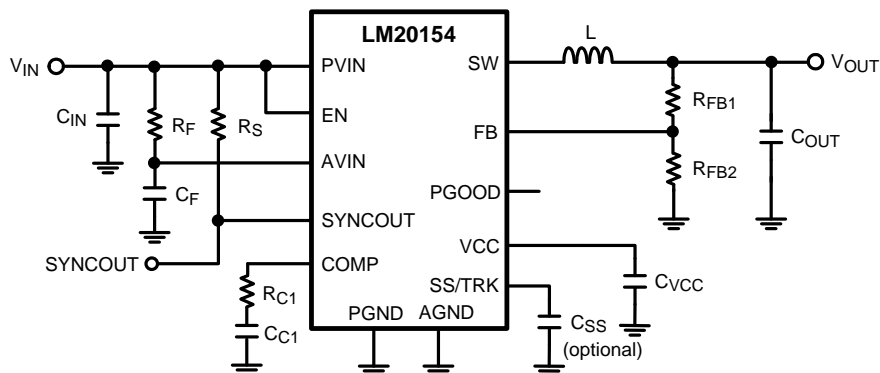 LM20154
L
VIN
PVIN
SW
VOUT
CIN
RF
RS
EN
RFB1
FB
COUT
AVIN
RFB2
CF
PGOOD
SYNCOUT
VCC
SYNCOUT
COMP
SS/TRK
CVCC
RC1
PGND
AGND
CC1
CSS
(optional)